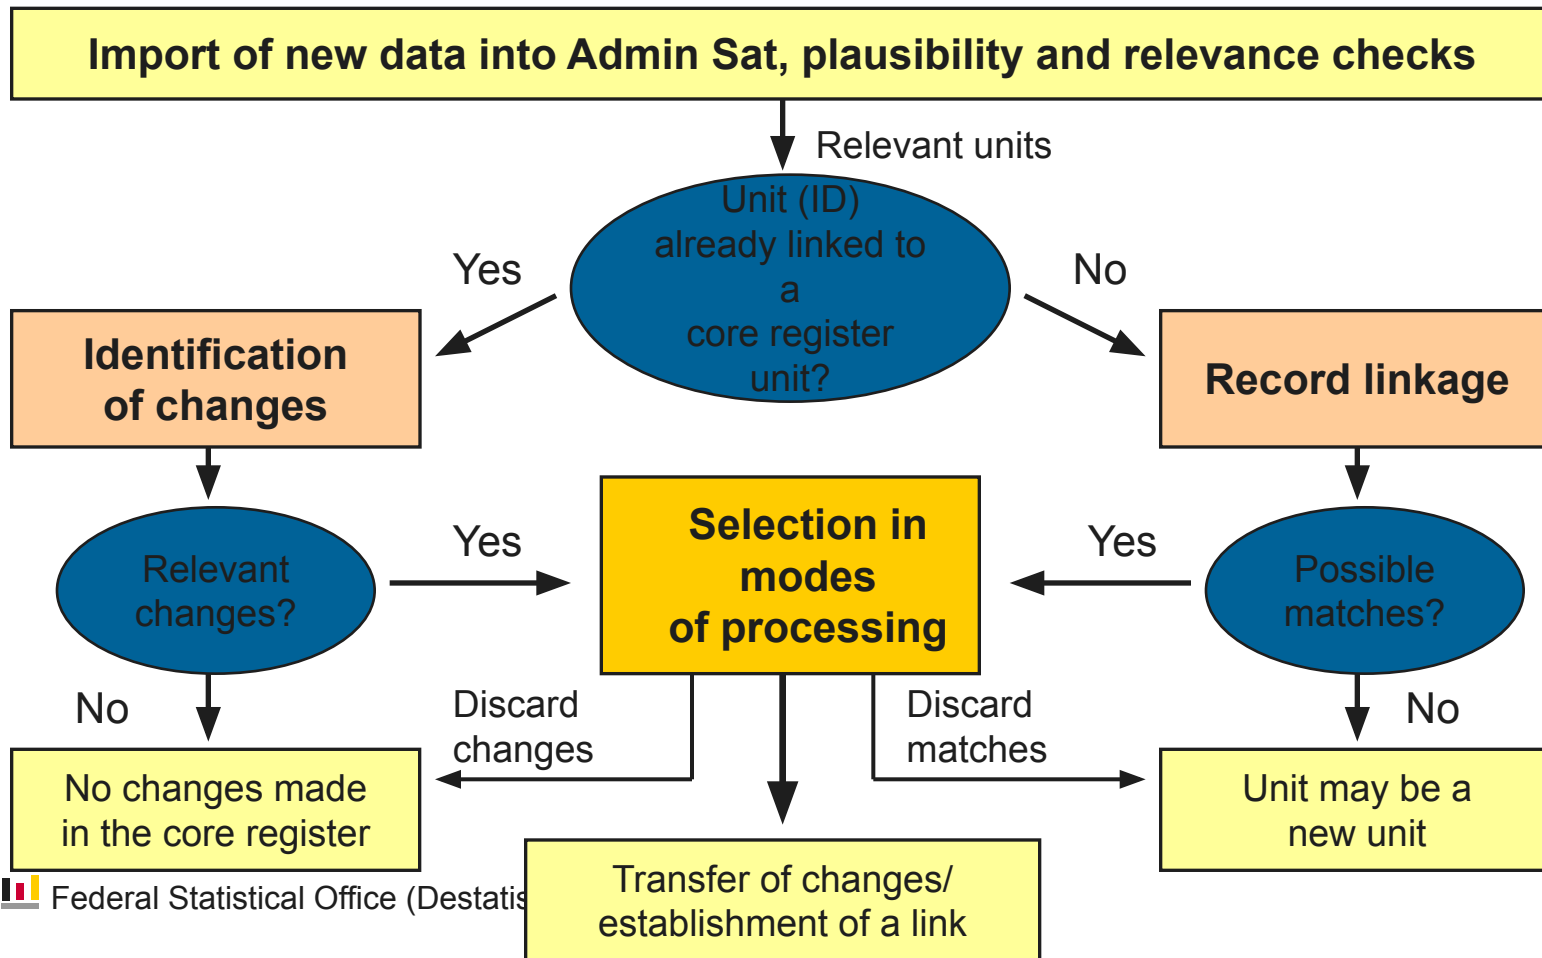 Import of new data into Admin Sat, plausibility and relevance checks
Relevant units
Unit (ID)
already linked to
a
core register
unit?
Yes
No
Identification
of changes
Record linkage
Relevant
changes?
Yes
Selection in
modes
of processing
Yes
Possible
matches?
No
Discard
changes
Discard
matches
No
No changes made
in the core register
Unit may be a
new unit
Transfer of changes/
establishment of a link
Federal Statistical Office (Destatis